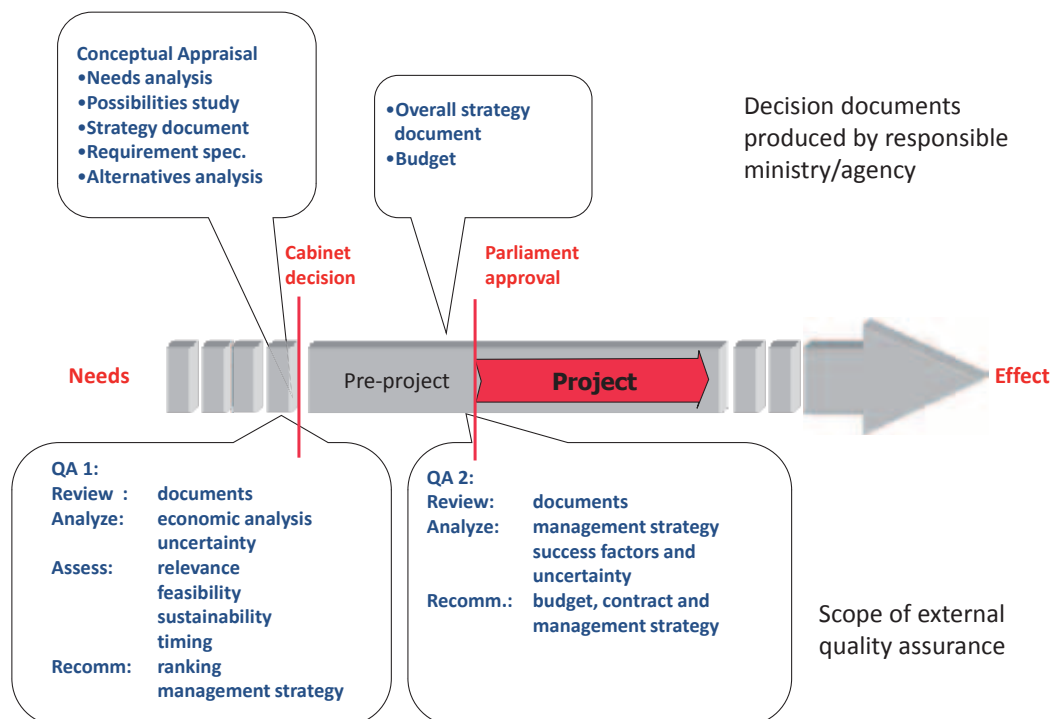 Conceptual Appraisal
•Needs analysis
•Possibilities study
•Strategy document
•Requirement spec.
•Alternatives analysis
•Overall strategy
document
•Budget
Decision documents
produced by responsible
ministry/agency
Cabinet
decision
Parliament
approval
Needs
Pre-project
Project
Effect
QA 1:
Review : documents
Analyze: economic analysis
uncertainty
Assess: relevance
feasibility
sustainability
timing
Recomm: ranking
management strategy
QA 2:
Review: documents
Analyze: management strategy
success factors and
uncertainty
Recomm.: budget, contract and
management strategy
Scope of external
quality assurance